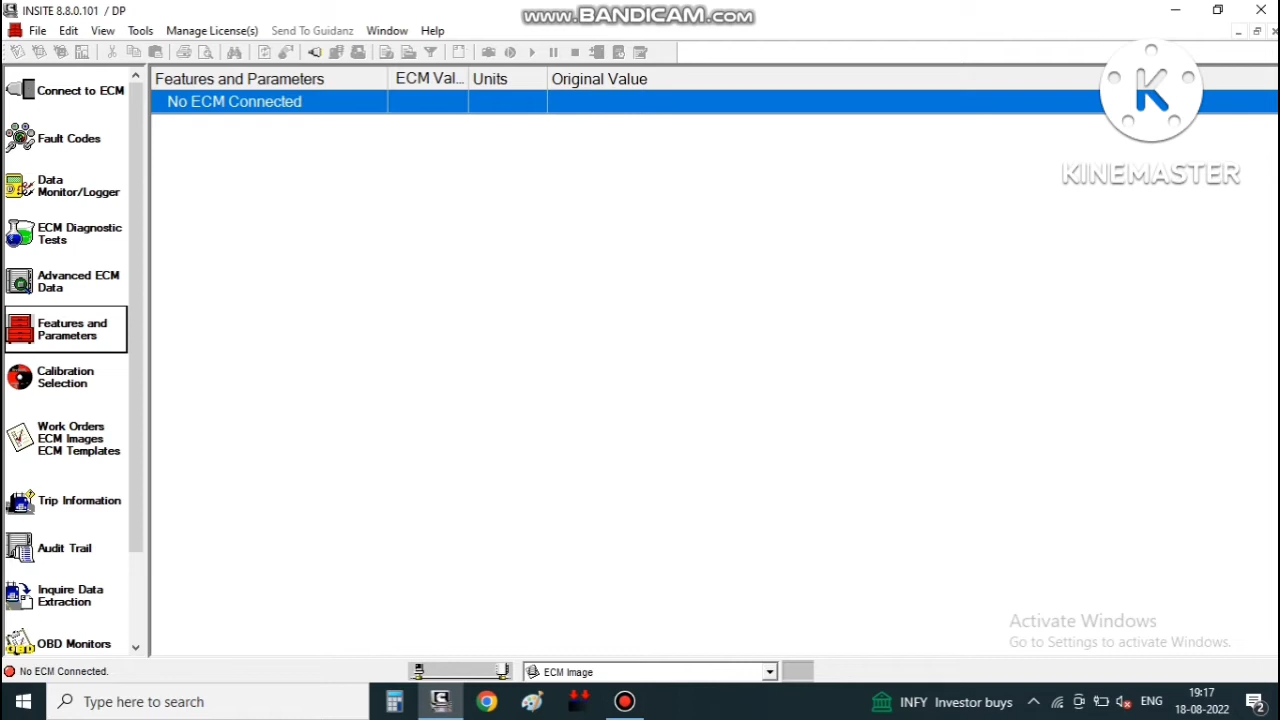 INSITE 8.8.0.101 / DP
www.BANDICAM.com
File Edit View Tools Manage License(s) Send To Guidanz Window Help
Connect to ECM
Fault Codes
Data
Monitor/Logger
ECM Diagnostic
Tests
Advanced ECM
Data
Features and
Parameters
Calibration
Selection
Work Orders
ECM Images
ECM Templates
Trip Information
Audit Trail
Inquire Data
Extraction
OBD Monitors
Features and Parameters ECM Val... Units Original Value
No ECM Connected
K
KINEMASTER
Activate Windows
Go to Settings to activate Windows.
No ECM Connected.
ECM Image
Type here to search
INFY Investor buys
ENG
19:17
18-08-2022
2